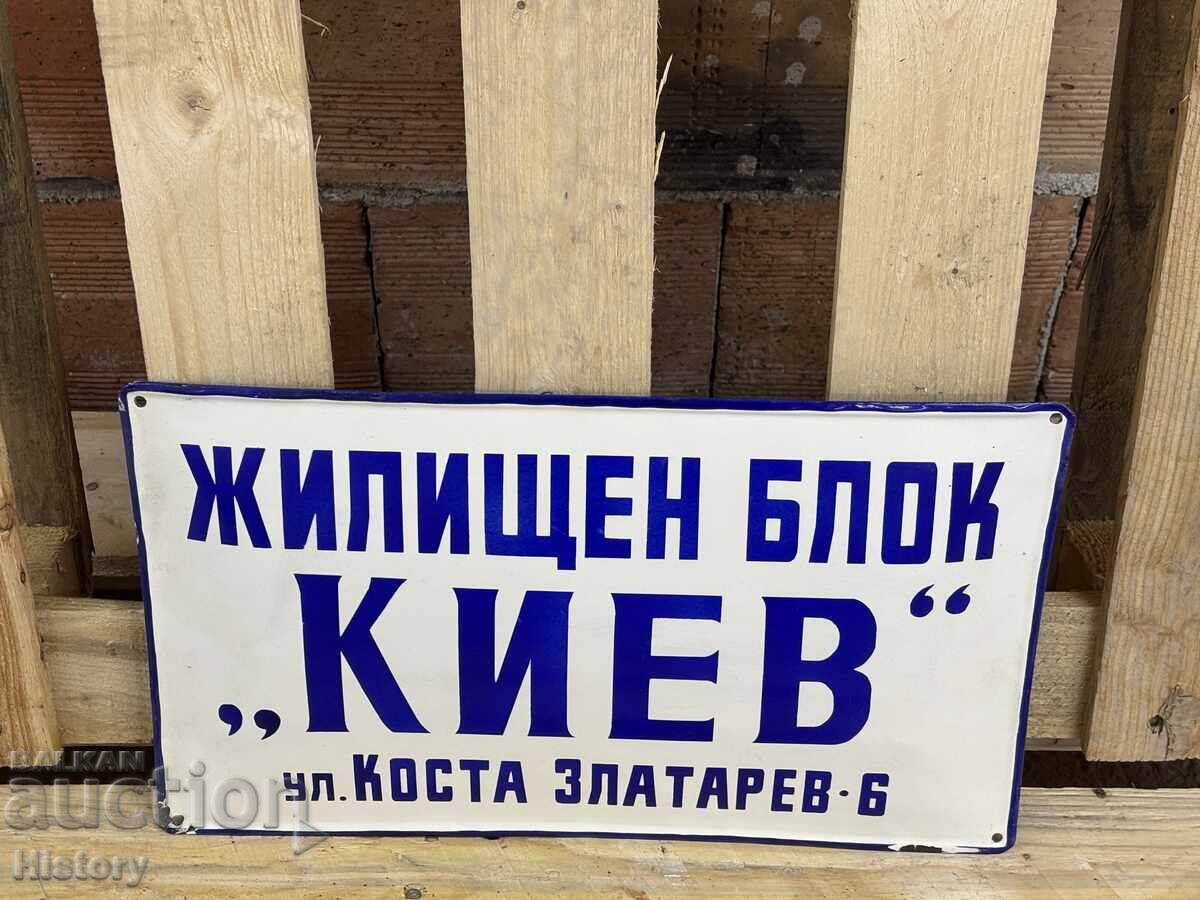 ЖИЛИЩЕН БЛОК
„КИЕВ“
ул. КОСТА ЗЛАТАРЕВ-6
BALKAN
auction
History